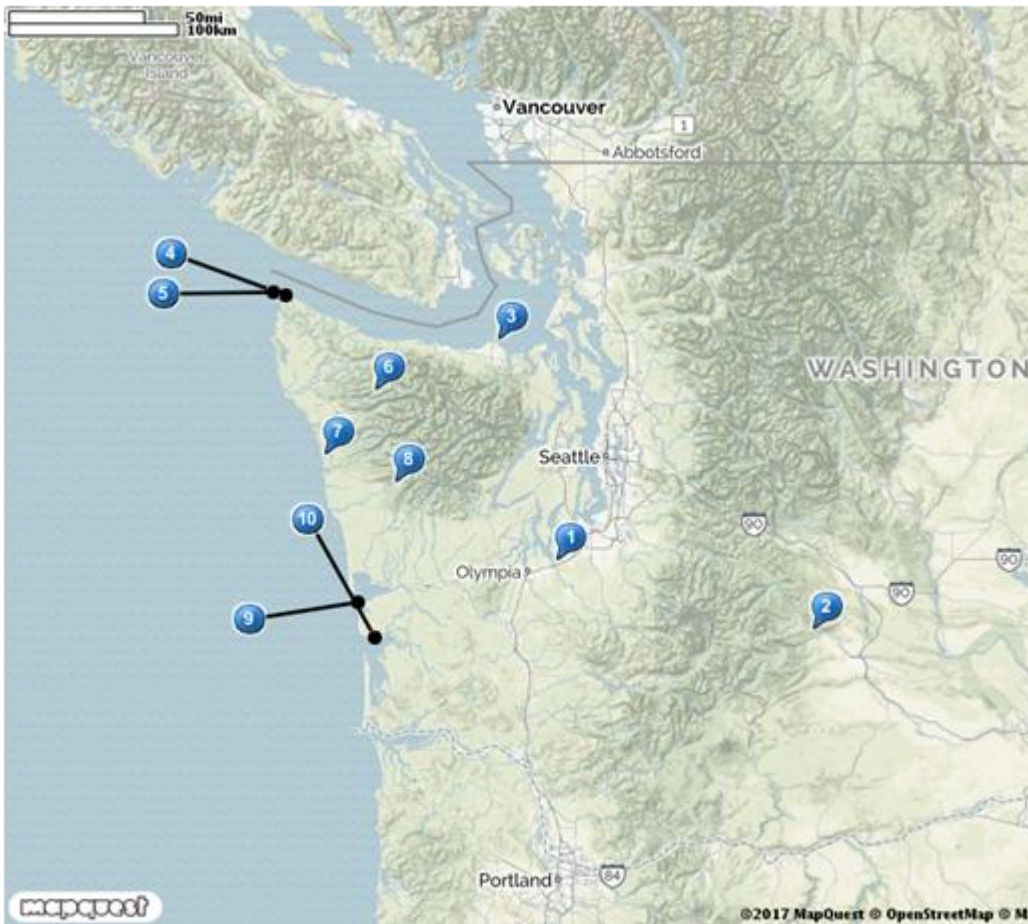 50mi
100km
Vancouver
Island
Vancouver
1
Abbotsford
4
5
3
WASHINGTON
6
7
8
Seattle
10
90
1
Olympia
90
90
2
9
Portland
84
mapquest
©2017 MapQuest © OpenStreetMap © M